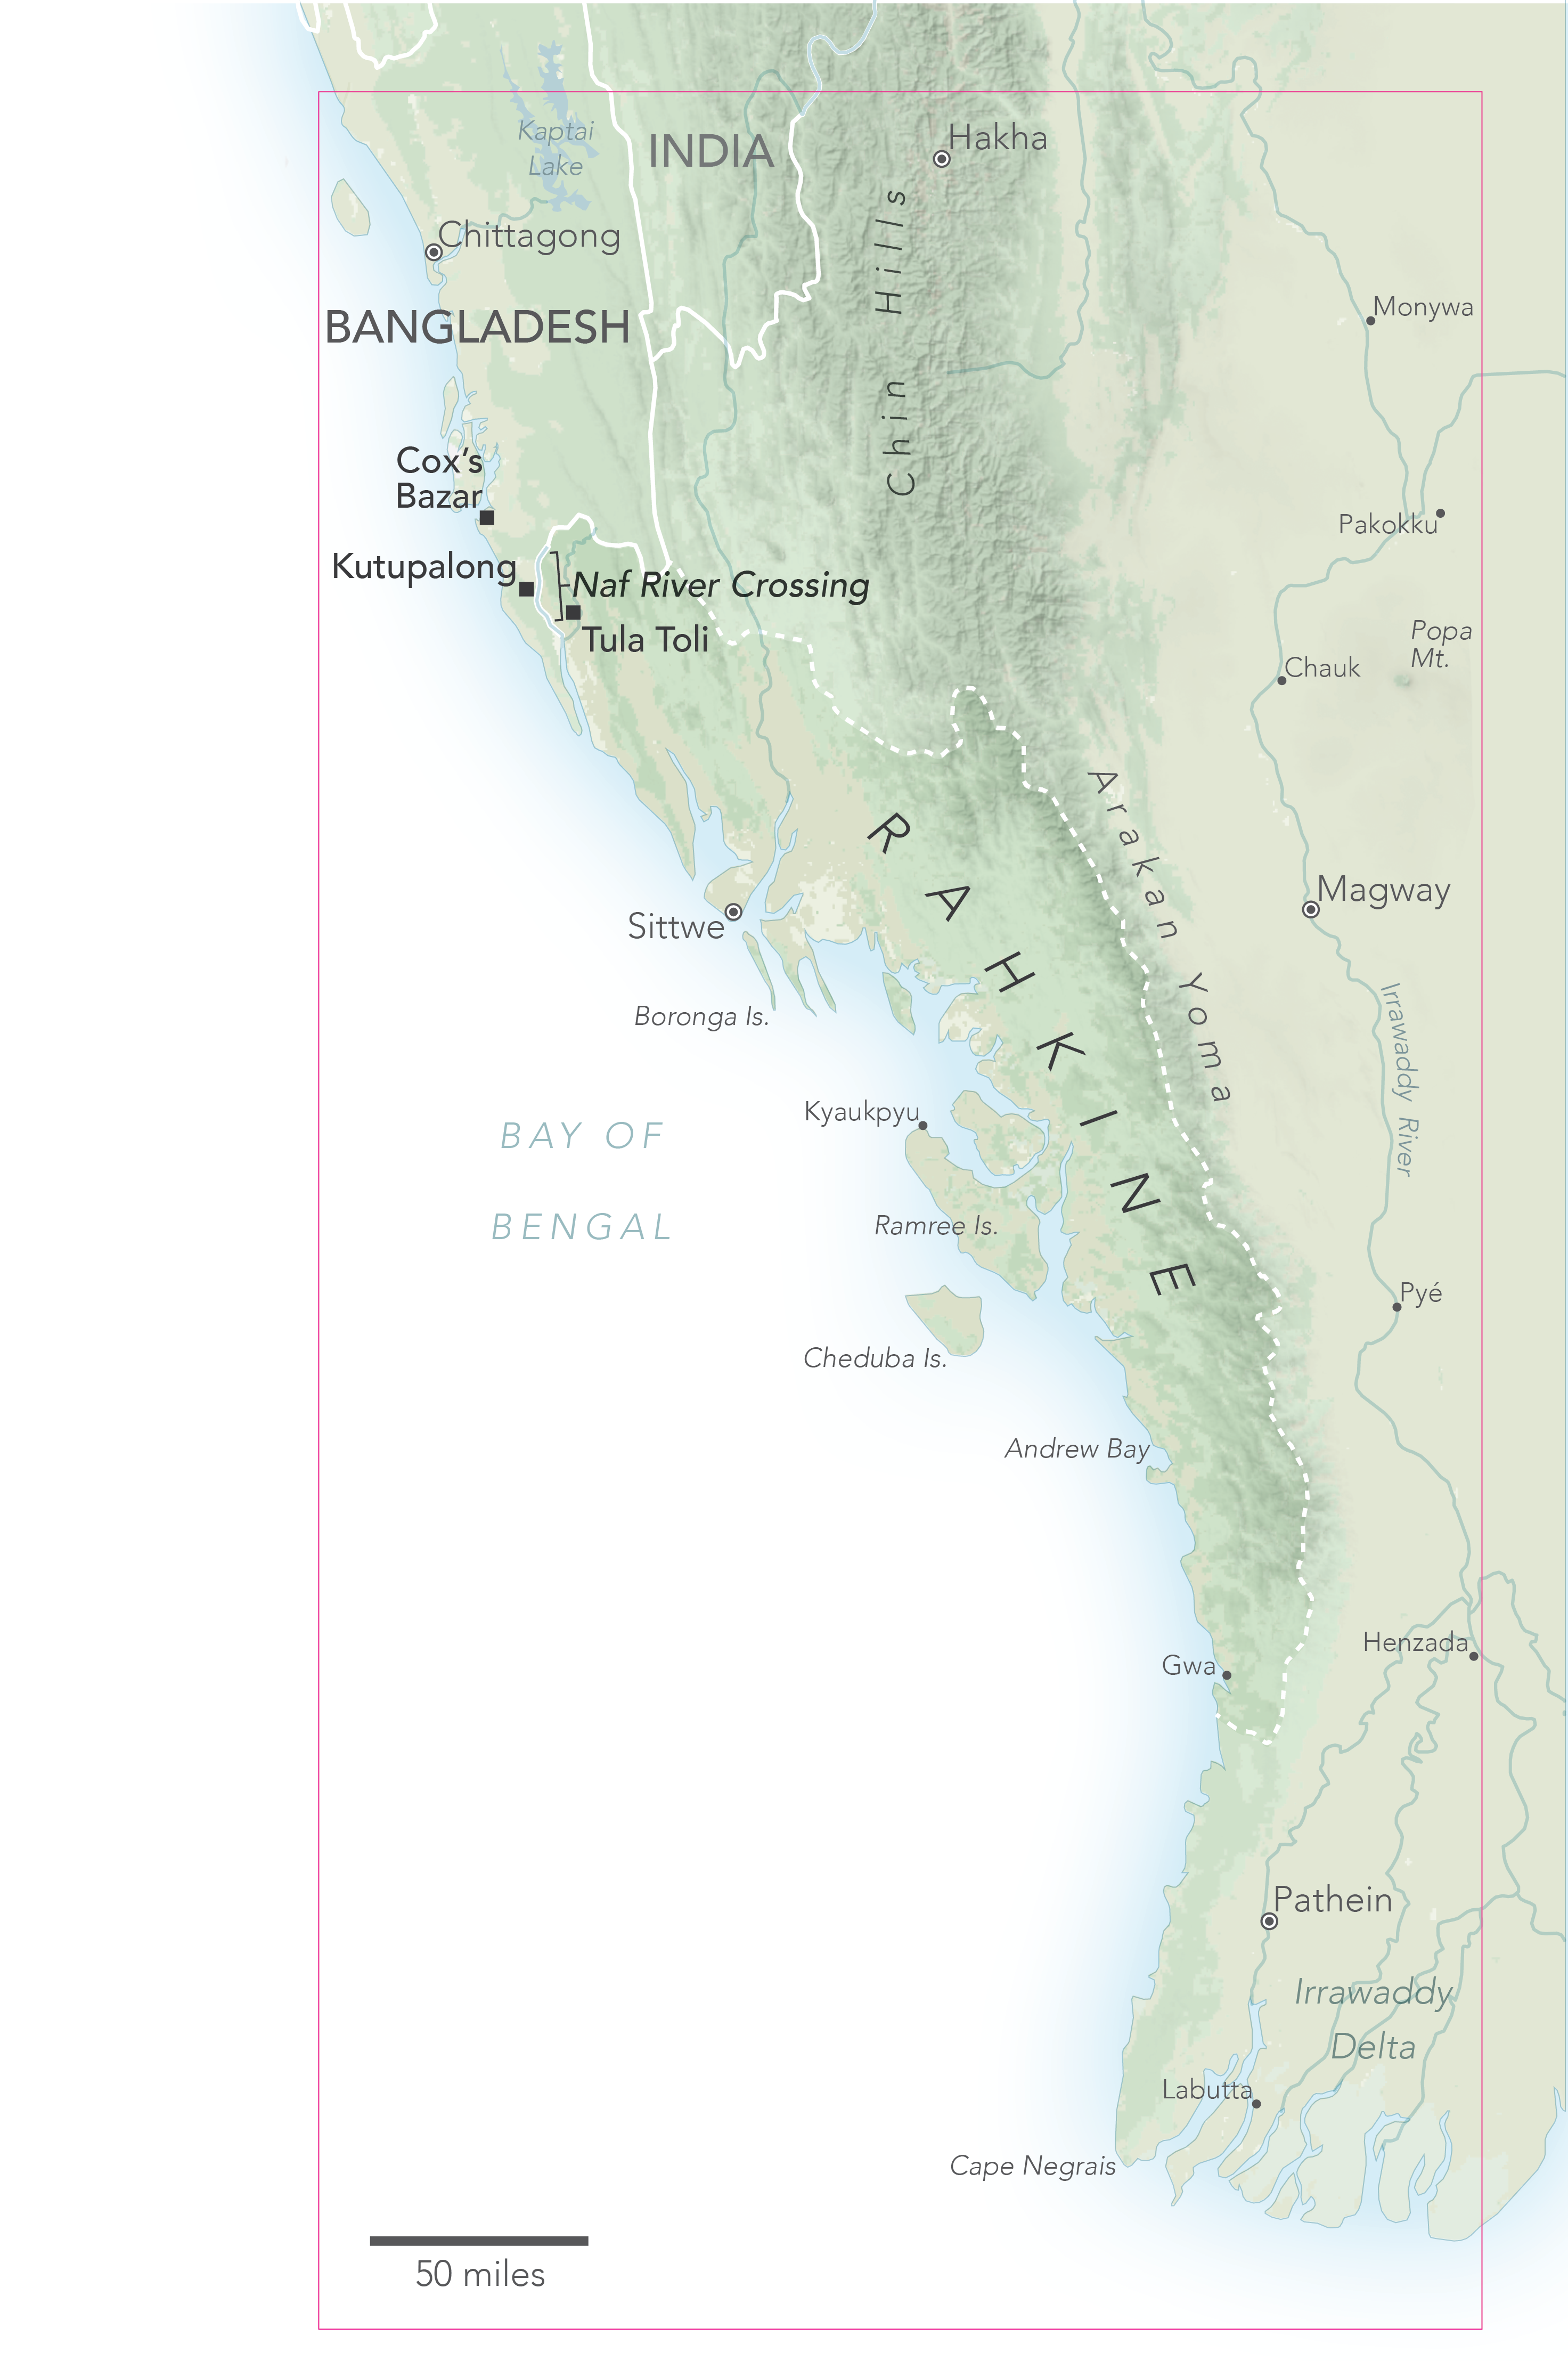 Kaptai
Lake
INDIA
Hakha
Chin Hills
Chittagong
BANGLADESH
Monywa
Cox’s
Bazar
Pakokku
Kutupalong
Naf River Crossing
Tula Toli
Popa
Mt.
Chauk
Arakan Yoma
RAHKINE
Magway
Sittwe
Irrawaddy River
Boronga Is.
Kyaukpyu
BAY OF
BENGAL
Ramree Is.
Pyé
Cheduba Is.
Andrew Bay
Henzada
Gwa
Pathein
Irrawaddy
Delta
Labutta
Cape Negrais
50 miles